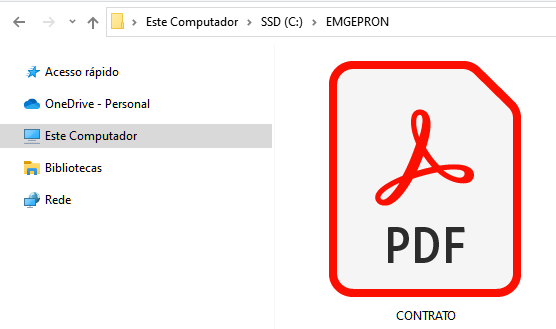 Este Computador > SSD (C:) > EMGEPRON
Acesso rápido
OneDrive - Personal
Este Computador
Bibliotecas
Rede
PDF
CONTRATO